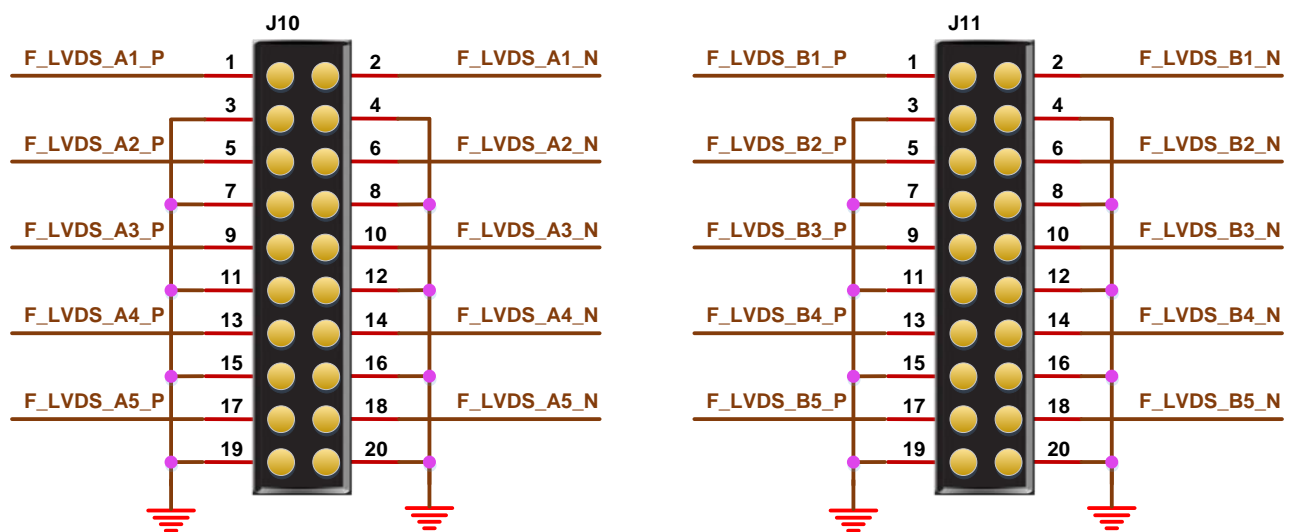 J10 J11
F_LVDS_A1_P 1 2 F_LVDS_A1_N F_LVDS_B1_P 1 2 F_LVDS_B1_N
3 4 3 4
F_LVDS_A2_P 5 6 F_LVDS_A2_N F_LVDS_B2_P 5 6 F_LVDS_B2_N
7 8 7 8
F_LVDS_A3_P 9 10 F_LVDS_A3_N F_LVDS_B3_P 9 10 F_LVDS_B3_N
11 12 11 12
F_LVDS_A4_P 13 14 F_LVDS_A4_N F_LVDS_B4_P 13 14 F_LVDS_B4_N
15 16 15 16
F_LVDS_A5_P 17 18 F_LVDS_A5_N F_LVDS_B5_P 17 18 F_LVDS_B5_N
19 20 19 20